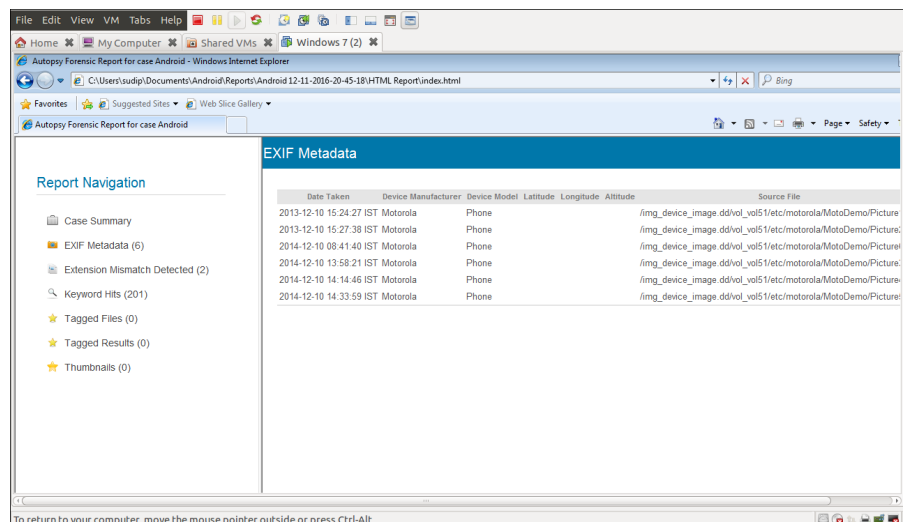 File Edit View VM Tabs Help
Home My Computer Shared VMs Windows 7 (2)
Autopsy Forensic Report for case Android - Windows Internet Explorer
C:\Users\sudip\Documents\Android\Reports\Android 12-11-2016-20-45-18\HTML Report\index.html Bing
Favorites Suggested Sites Web Slice Gallery
Autopsy Forensic Report for case Android Page Safety
EXIF Metadata
Report Navigation
Case Summary
EXIF Metadata (6)
Extension Mismatch Detected (2)
Keyword Hits (201)
Tagged Files (0)
Tagged Results (0)
Thumbnails (0)
Date Taken Device Manufacturer Device Model Latitude Longitude Altitude Source File
2013-12-10 15:24:27 IST Motorola Phone /img_device_image.dd/vol_vol51/etc/motorola/MotoDemo/Picture
2013-12-10 15:27:38 IST Motorola Phone /img_device_image.dd/vol_vol51/etc/motorola/MotoDemo/Picture
2014-12-10 08:41:40 IST Motorola Phone /img_device_image.dd/vol_vol51/etc/motorola/MotoDemo/Picture
2014-12-10 13:58:21 IST Motorola Phone /img_device_image.dd/vol_vol51/etc/motorola/MotoDemo/Picture
2014-12-10 14:14:46 IST Motorola Phone /img_device_image.dd/vol_vol51/etc/motorola/MotoDemo/Picture
2014-12-10 14:33:59 IST Motorola Phone /img_device_image.dd/vol_vol51/etc/motorola/MotoDemo/Picture
To return to your computer, move the mouse pointer outside or press Ctrl-Alt.